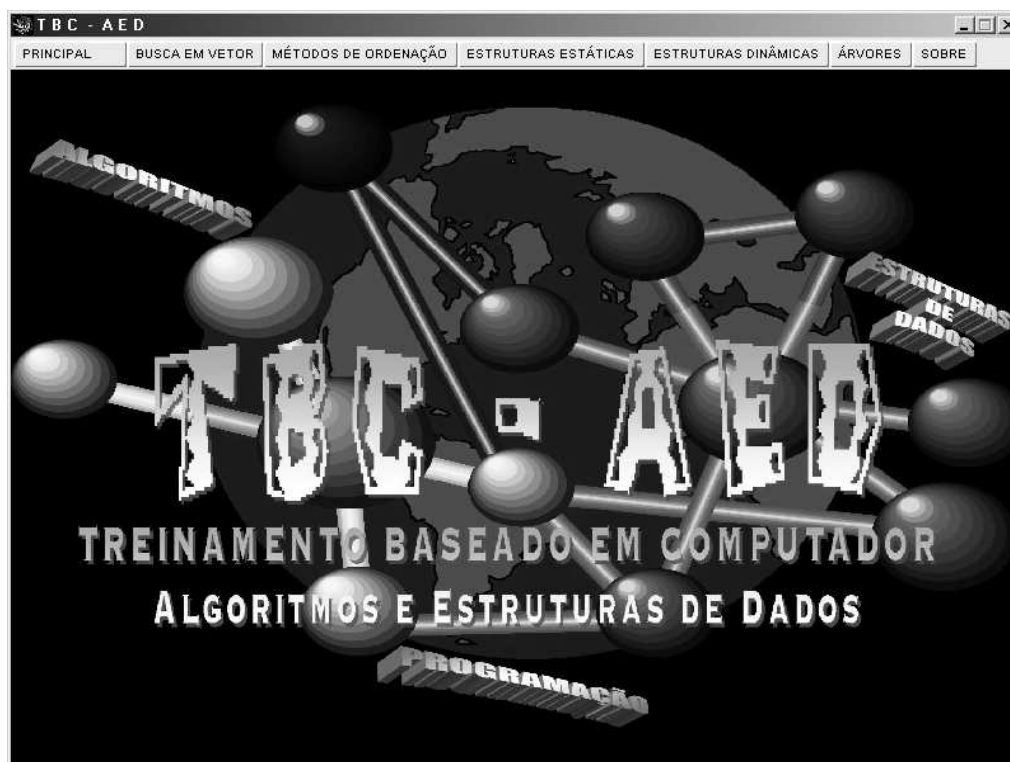 TBC - AED
PRINCIPAL BUSCA EM VETOR MÉTODOS DE ORDENAÇÃO ESTRUTURAS ESTÁTICAS ESTRUTURAS DINÂMICAS ÁRVORES SOBRE
ALGORITMOS
ESTRUTURAS
DE
DADOS
TBC - AED
TREINAMENTO BASEADO EM COMPUTADOR
ALGORITMOS E ESTRUTURAS DE DADOS
PROGRAMAÇÃO